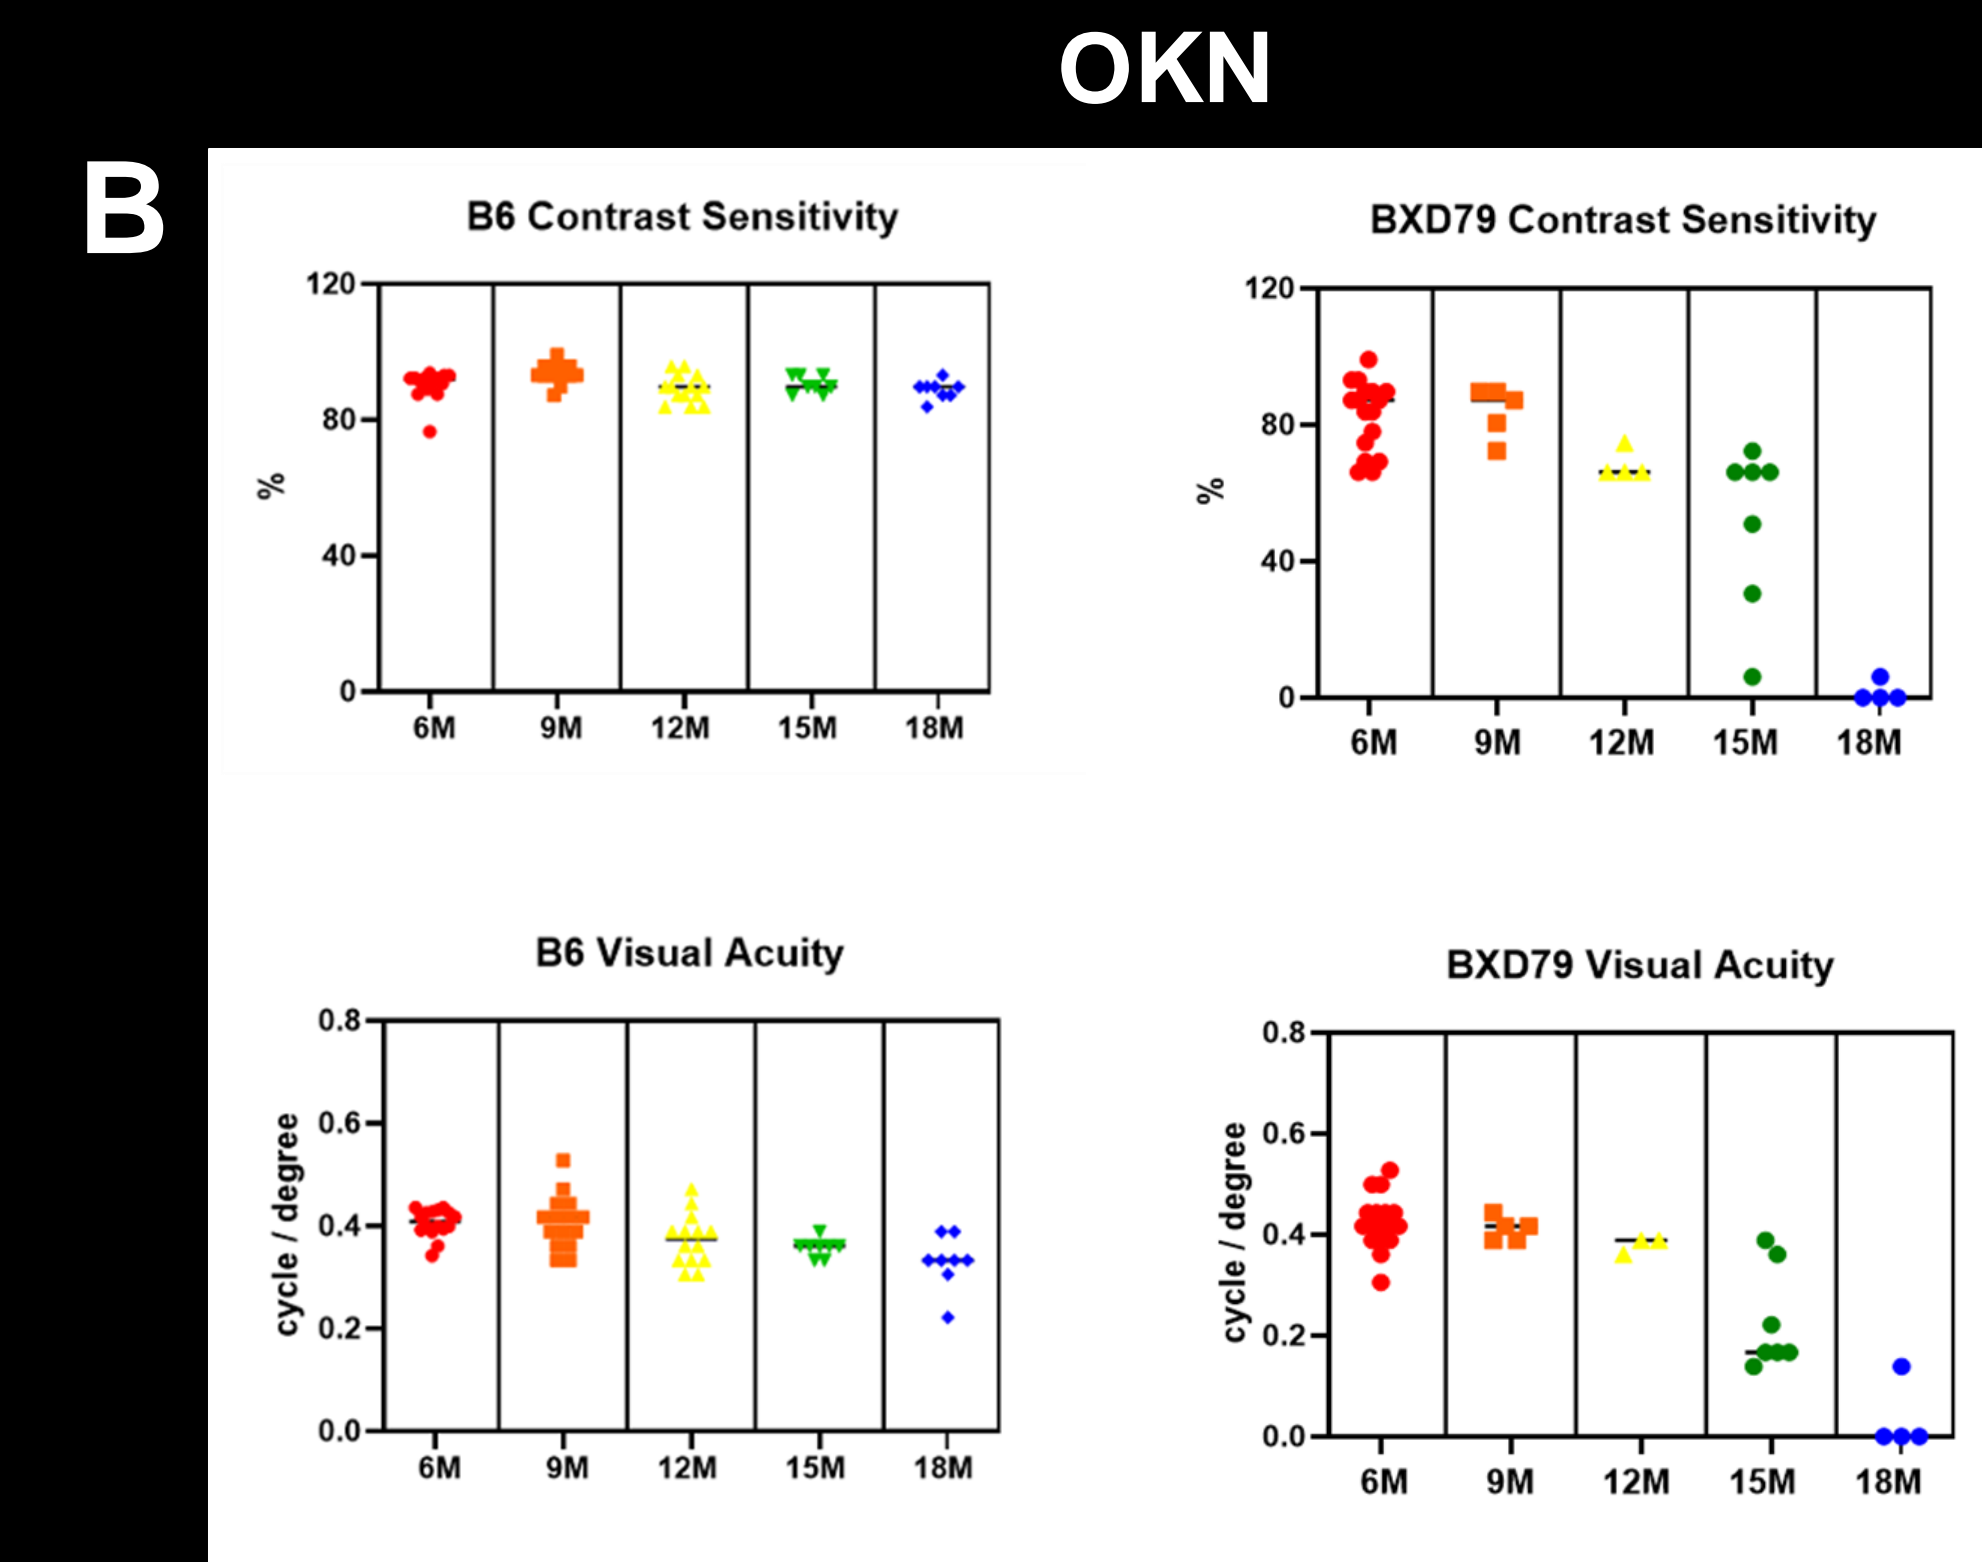 OKN
B
B6 Contrast Sensitivity
120
80
40
0
%
6M 9M 12M 15M 18M
BXD79 Contrast Sensitivity
120
80
40
0
%
6M 9M 12M 15M 18M
B6 Visual Acuity
0.8
0.6
0.4
0.2
0.0
cycle / degree
6M 9M 12M 15M 18M
BXD79 Visual Acuity
0.8
0.6
0.4
0.2
0.0
cycle / degree
6M 9M 12M 15M 18M